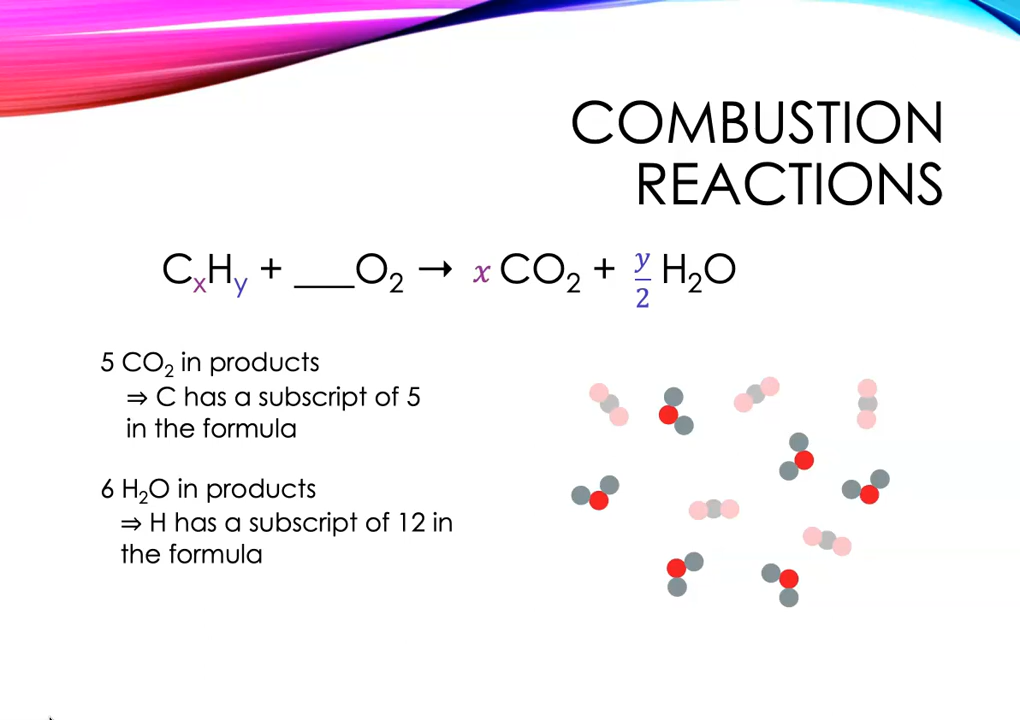 COMBUSTION
REACTIONS
CₓHᵧ + ___O₂ → x CO₂ + y/2 H₂O
5 CO₂ in products
⇒ C has a subscript of 5
in the formula
6 H₂O in products
⇒ H has a subscript of 12 in
the formula